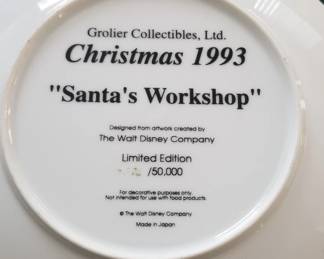 Grolier Collectibles, Ltd.
Christmas 1993
"Santa's Workshop"
Designed from artwork created by
The Walt Disney Company
Limited Edition
/50,000
For decorative purposes only.
Not intended for use with food products.
© The Walt Disney Company
Made in Japan